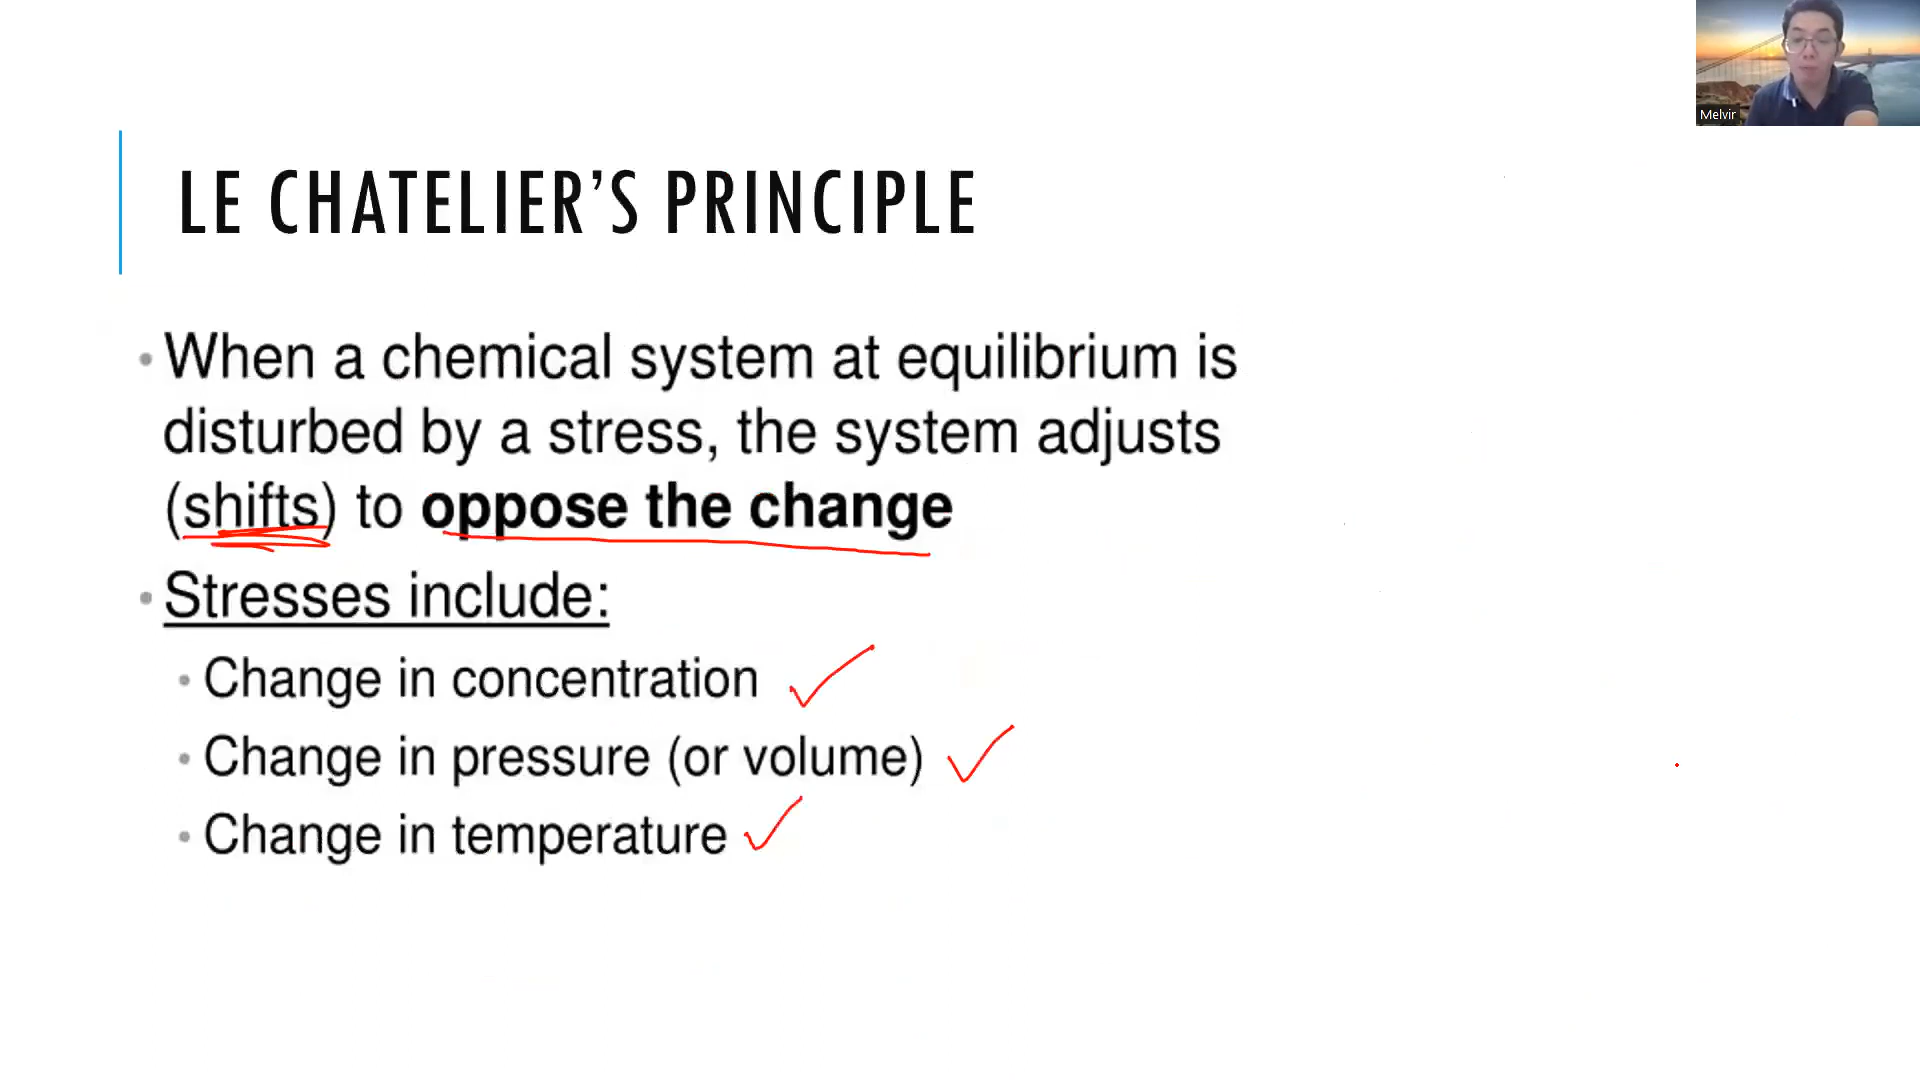 Melvir
LE CHATELIER’S PRINCIPLE
• When a chemical system at equilibrium is
disturbed by a stress, the system adjusts
(shifts) to oppose the change
• Stresses include:
• Change in concentration
• Change in pressure (or volume)
• Change in temperature